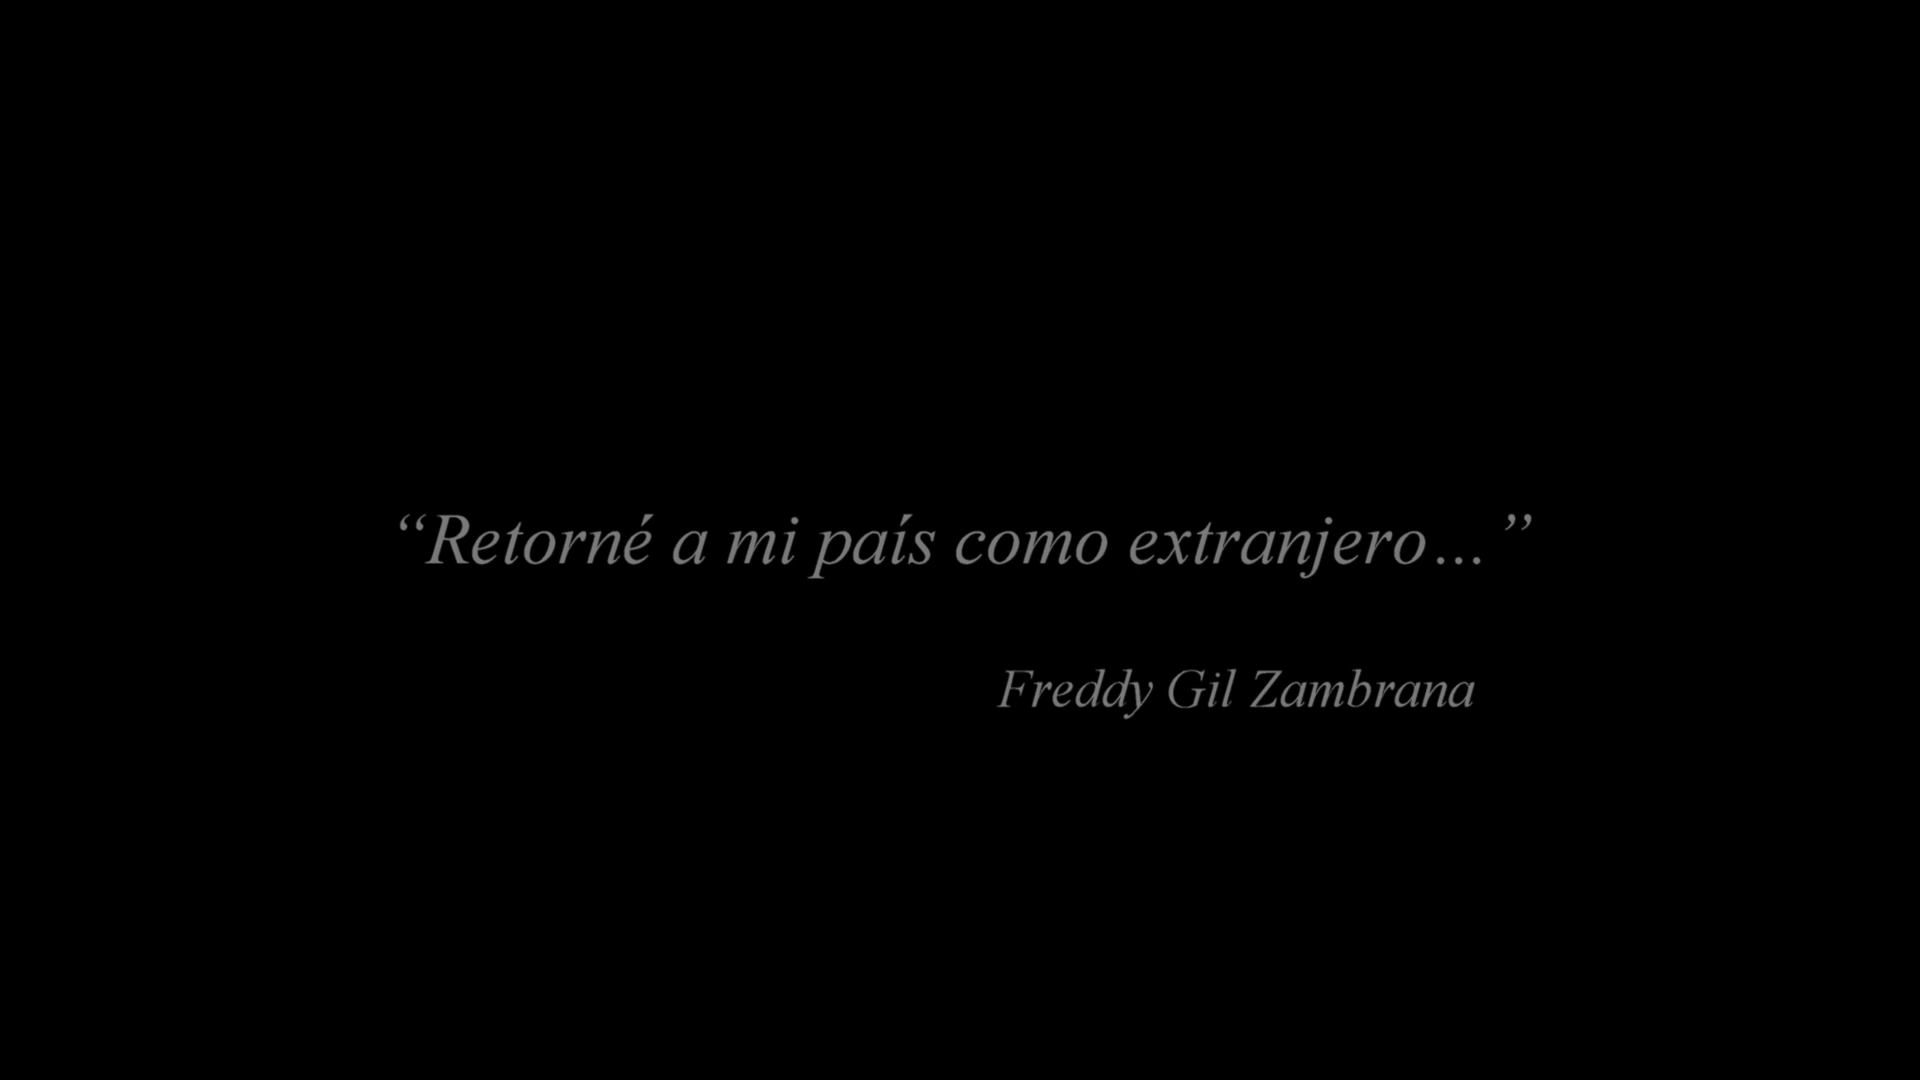 “Retorné a mi país como extranjero…”
Freddy Gil Zambrana